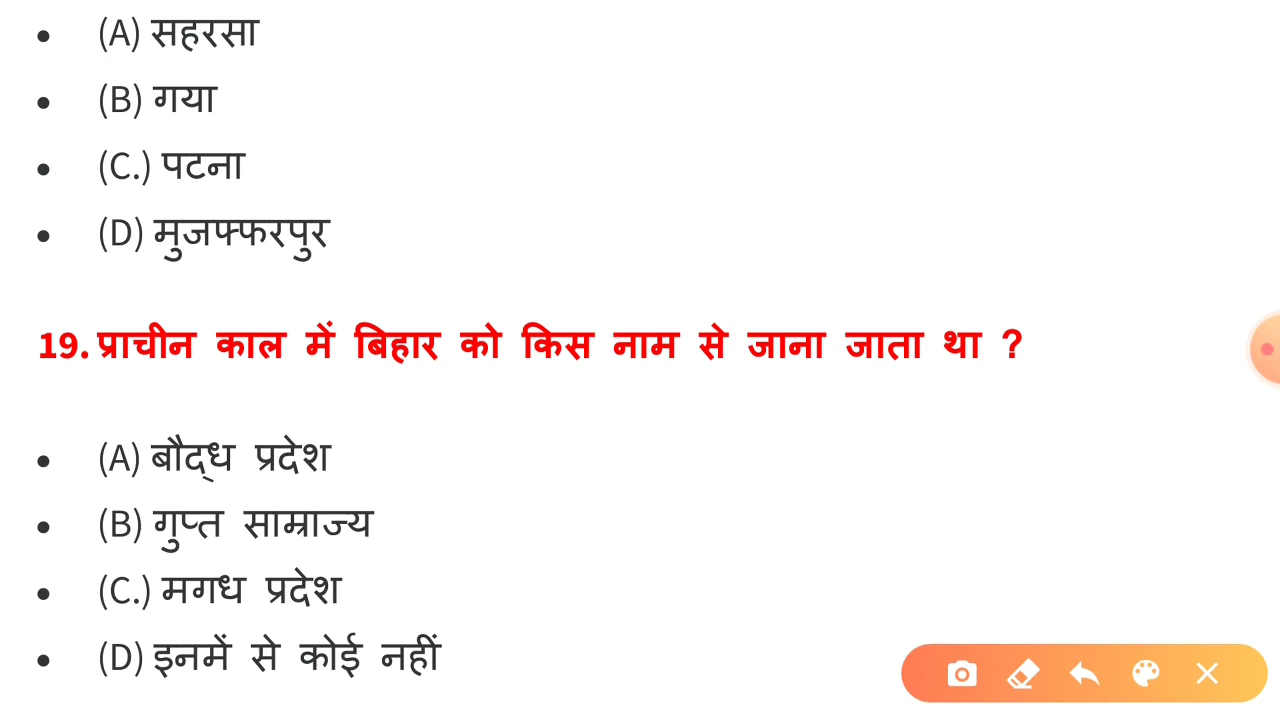 • (A) सहरसा
• (B) गया
• (C.) पटना
• (D) मुजफ्फरपुर
19. प्राचीन काल में बिहार को किस नाम से जाना जाता था ?
• (A) बौद्ध प्रदेश
• (B) गुप्त साम्राज्य
• (C.) मगध प्रदेश
• (D) इनमें से कोई नहीं